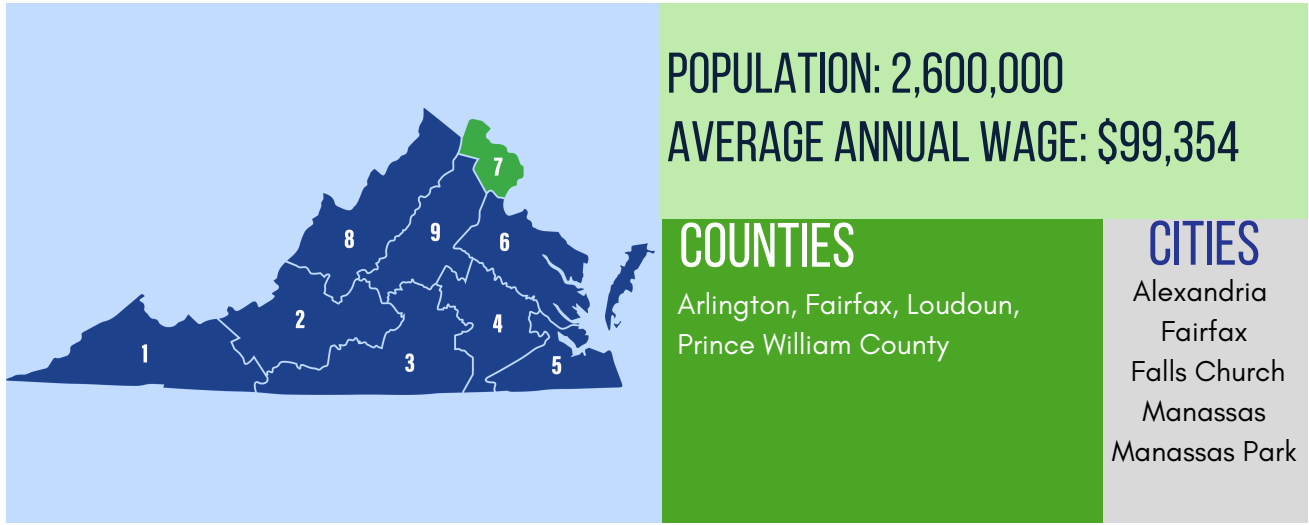 POPULATION: 2,600,000
AVERAGE ANNUAL WAGE: $99,354
7
8
9
6
2
4
1
3
5
COUNTIES
Arlington, Fairfax, Loudoun,
Prince William County
CITIES
Alexandria
Fairfax
Falls Church
Manassas
Manassas Park